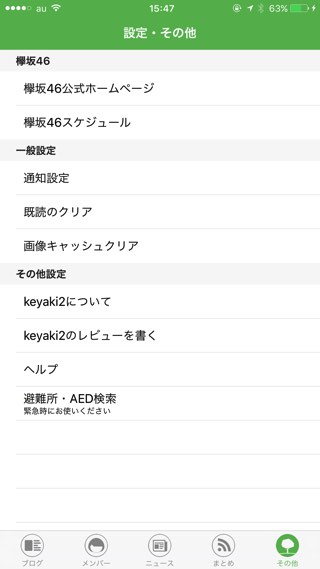 au 15:47 63%
設定・その他
欅坂46
欅坂46公式ホームページ
欅坂46スケジュール
一般設定
通知設定
既読のクリア
画像キャッシュクリア
その他設定
keyaki2について
keyaki2のレビューを書く
ヘルプ
避難所・AED検索
緊急時にお使いください
ブログ メンバー ニュース まとめ その他